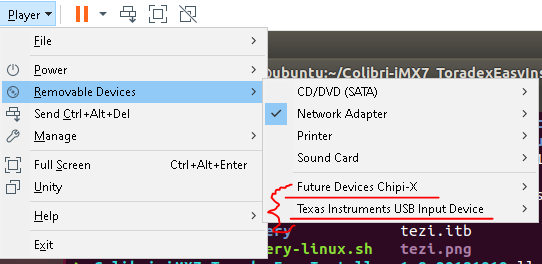 Player
File
Power
Removable Devices
Send Ctrl+Alt+Del
Manage
Full Screen Ctrl+Alt+Enter
Unity
Help
Exit
pubuntu:~/Colibri-iMX7_ToradexEasyIns
CD/DVD (SATA)
Network Adapter
Printer
Sound Card
Future Devices Chipi-X
Texas Instruments USB Input Device
ery tezi.itb
ery-linux.sh tezi.png